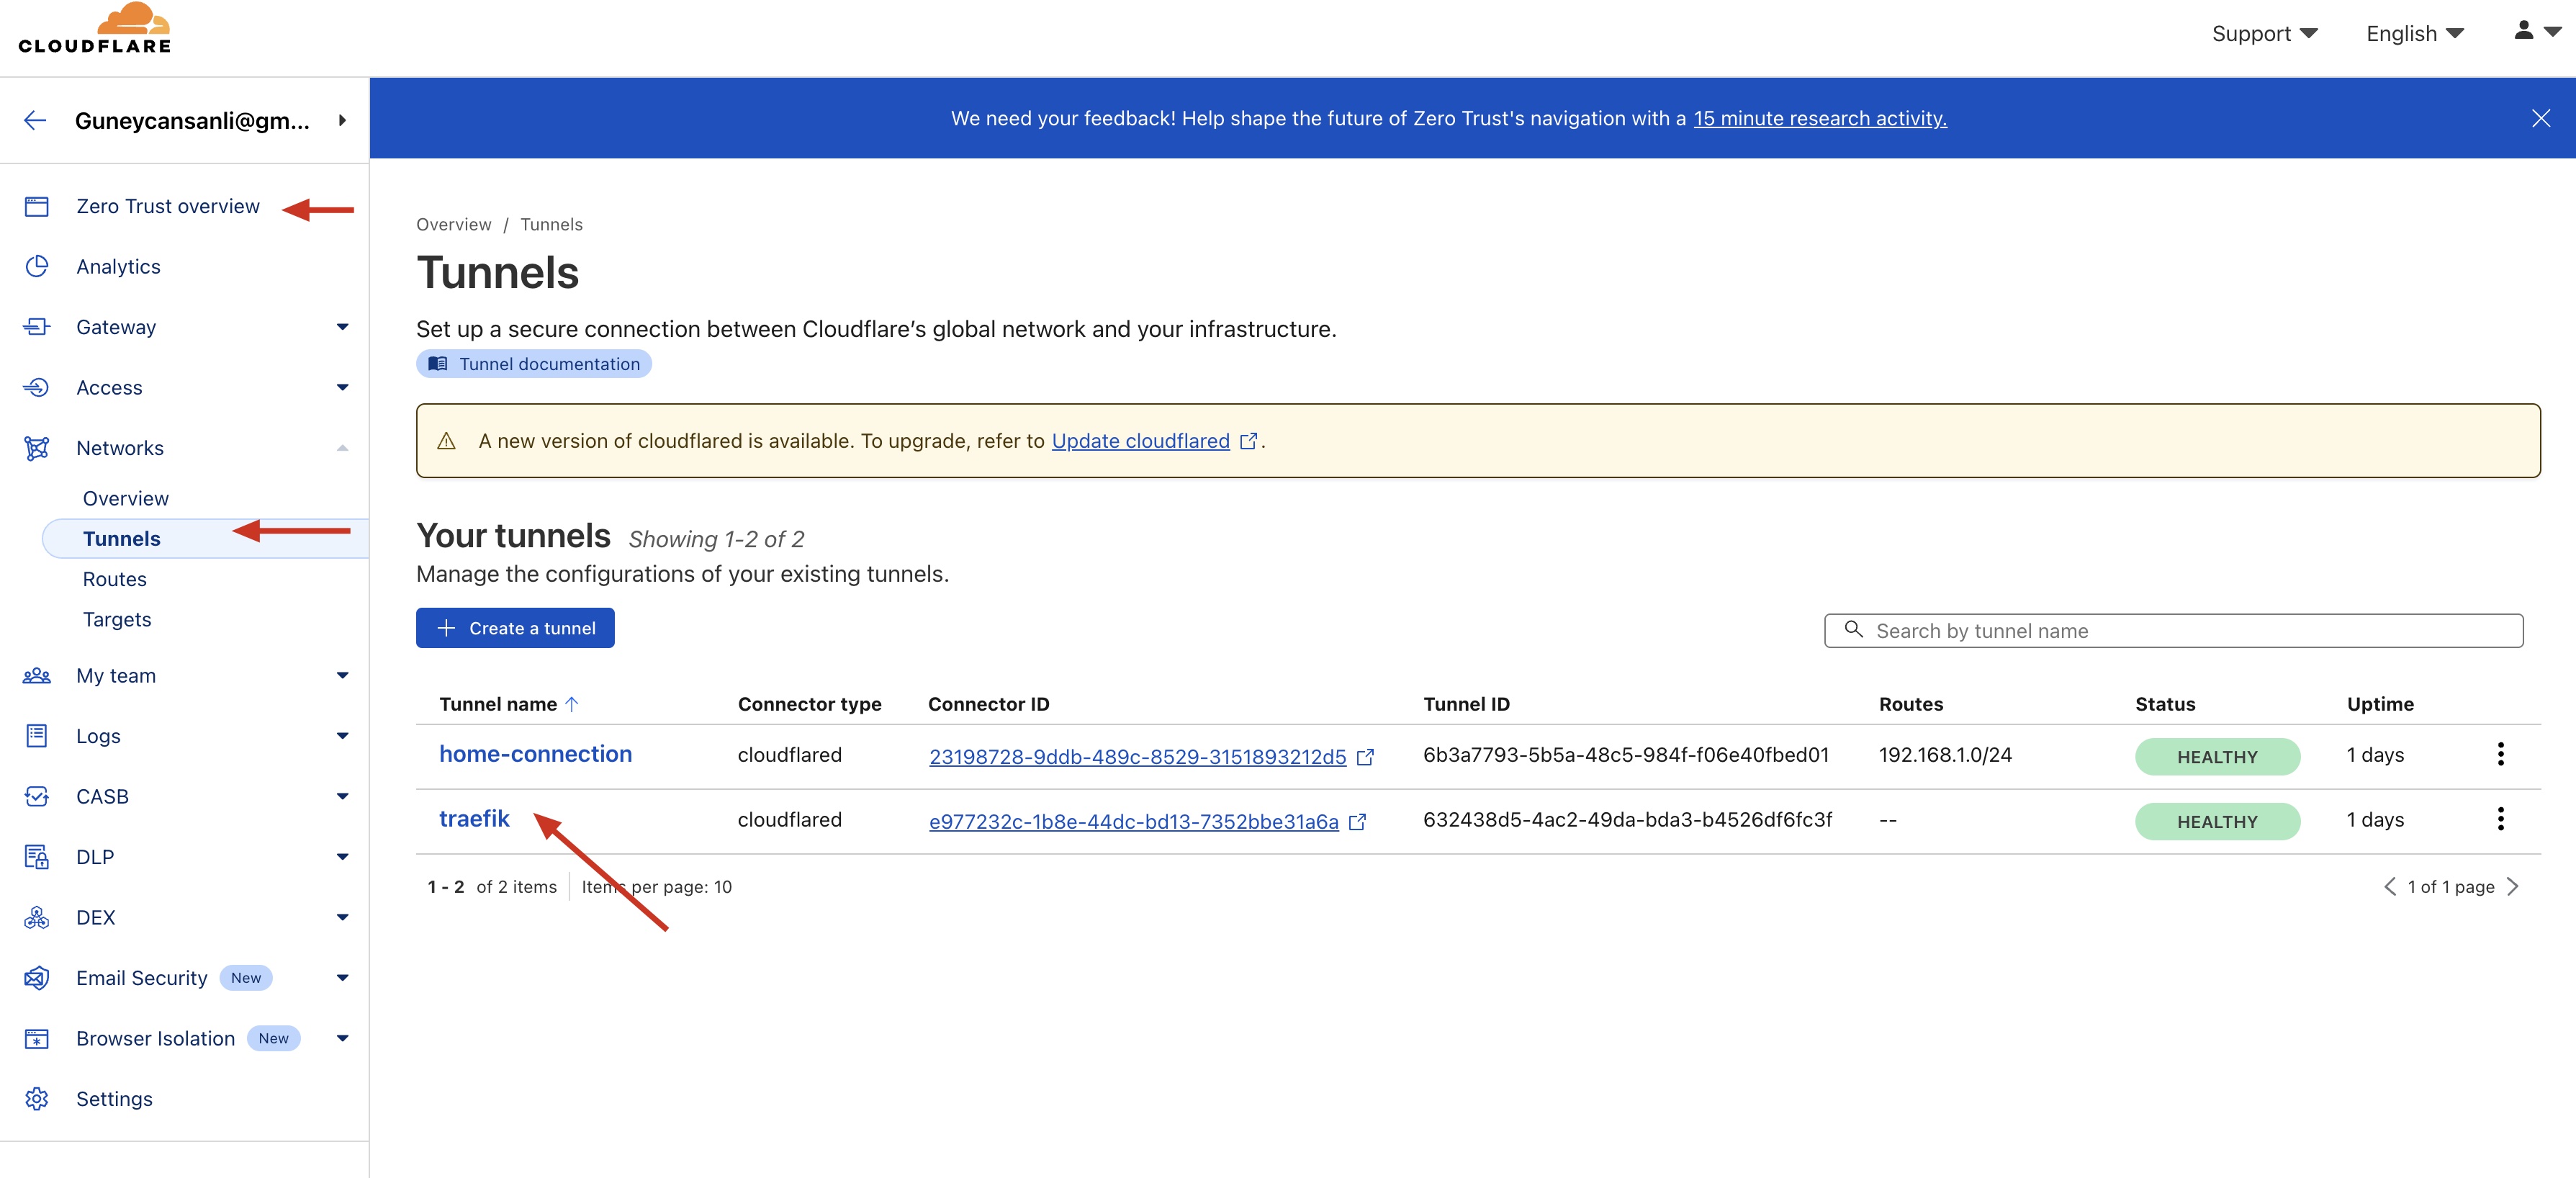 CLOUDFLARE
Support
English
Guneycansanli@gm...
We need your feedback! Help shape the future of Zero Trust's navigation with a 15 minute research activity.
Zero Trust overview
Analytics
Gateway
Access
Networks
Overview
Tunnels
Routes
Targets
My team
Logs
CASB
DLP
DEX
Email Security New
Browser Isolation New
Settings
Overview / Tunnels
Tunnels
Set up a secure connection between Cloudflare’s global network and your infrastructure.
Tunnel documentation
A new version of cloudflared is available. To upgrade, refer to Update cloudflared .
Your tunnels Showing 1-2 of 2
Manage the configurations of your existing tunnels.
Create a tunnel
Search by tunnel name
Tunnel name Connector type Connector ID Tunnel ID Routes Status Uptime
home-connection cloudflared 23198728-9ddb-489c-8529-3151893212d5 6b3a7793-5b5a-48c5-984f-f06e40fbed01 192.168.1.0/24 HEALTHY 1 days
traefik cloudflared e977232c-1b8e-44dc-bd13-7352bbe31a6a 632438d5-4ac2-49da-bda3-b4526df6fc3f -- HEALTHY 1 days
1 - 2 of 2 items Items per page: 10 1 of 1 page